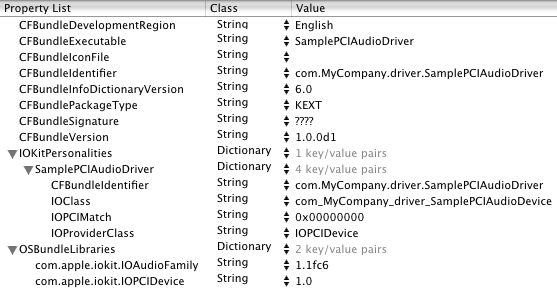 Property List Class Value
CFBundleDevelopmentRegion String English
CFBundleExecutable String SamplePCIAudioDriver
CFBundleIconFile String
CFBundleIdentifier String com.MyCompany.driver.SamplePCIAudioDriver
CFBundleInfoDictionaryVersion String 6.0
CFBundlePackageType String KEXT
CFBundleSignature String ????
CFBundleVersion String 1.0.0d1
IOKitPersonalities Dictionary 1 key/value pairs
SamplePCIAudioDriver Dictionary 4 key/value pairs
CFBundleIdentifier String com.MyCompany.driver.SamplePCIAudioDriver
IOClass String com_MyCompany_driver_SamplePCIAudioDevice
IOPCIMatch String 0x00000000
IOProviderClass String IOPCIDevice
OSBundleLibraries Dictionary 2 key/value pairs
com.apple.iokit.IOAudioFamily String 1.1fc6
com.apple.iokit.IOPCIDevice String 1.0